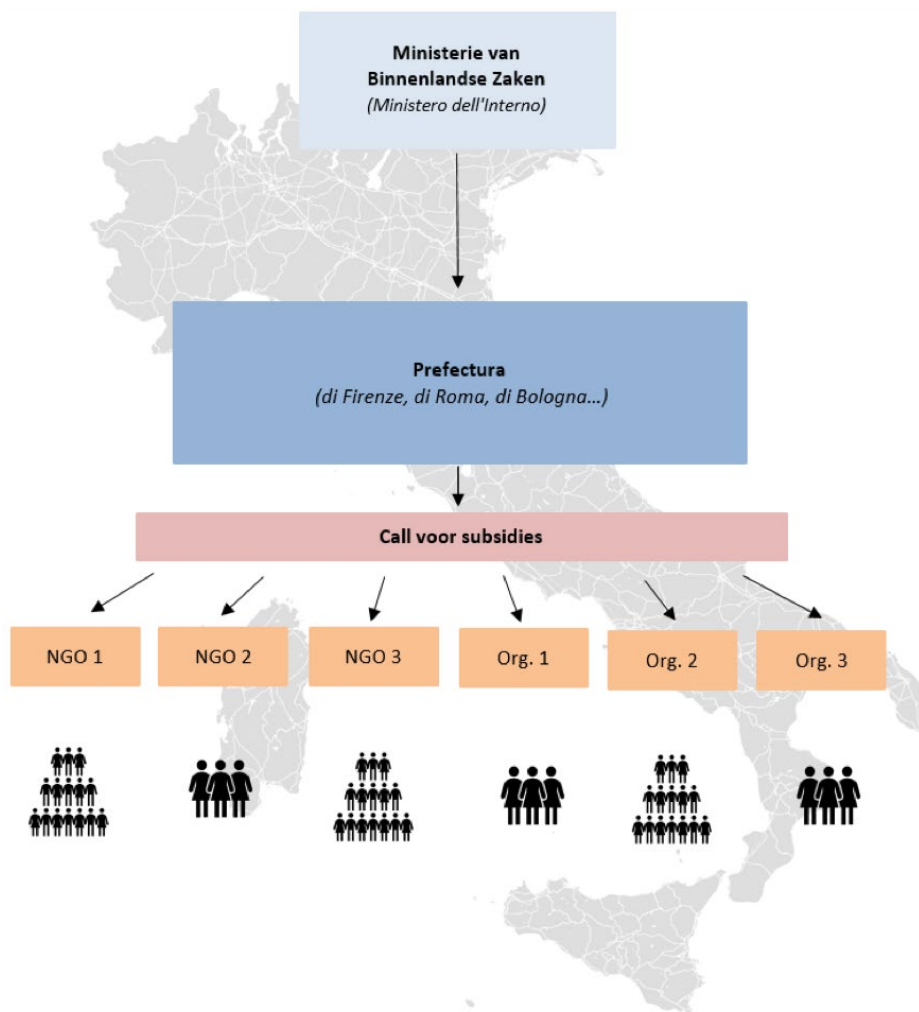 Ministerie van
Binnenlandse Zaken
(Ministero dell'Interno)
Prefectura
(di Firenze, di Roma, di Bologna...)
Call voor subsidies
NGO 1
NGO 2
NGO 3
Org. 1
Org. 2
Org. 3